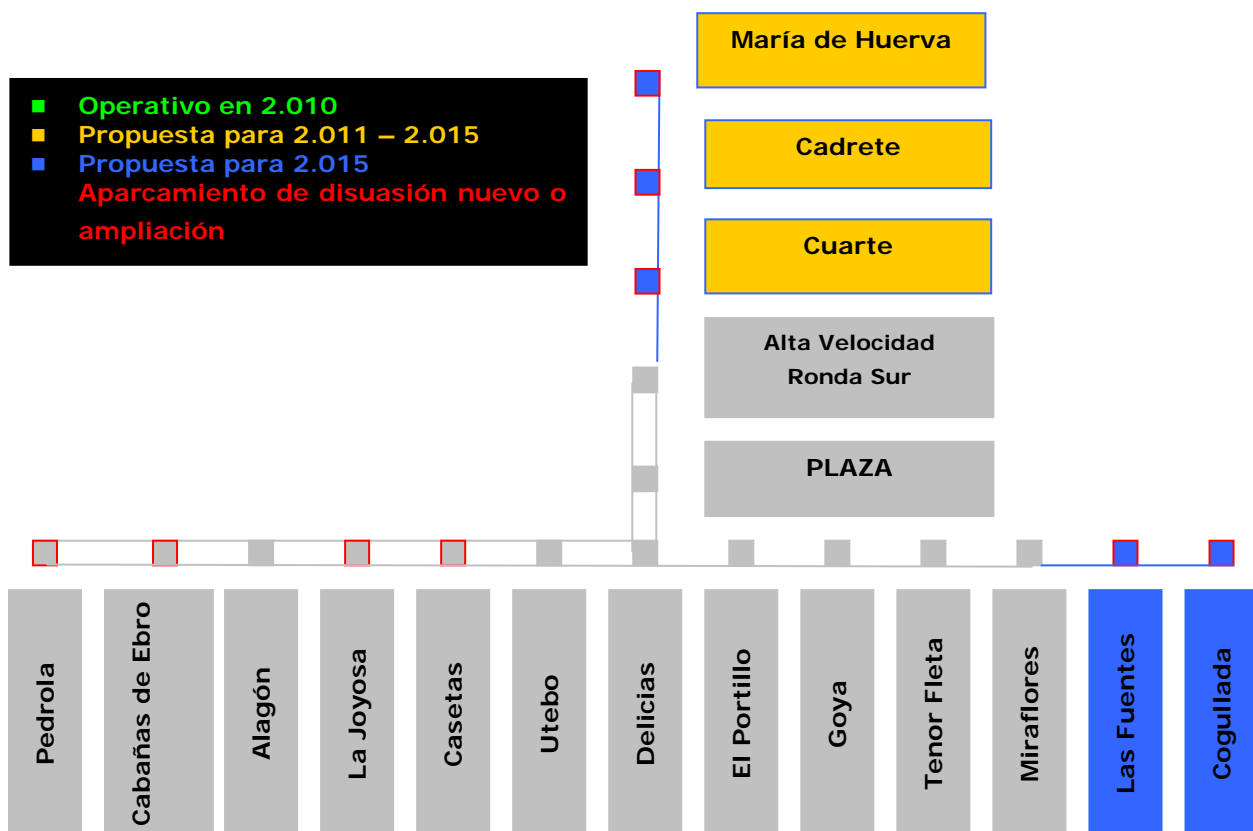 Operativo en 2.010
Propuesta para 2.011 – 2.015
Propuesta para 2.015
Aparcamiento de disuasión nuevo o
ampliación
María de Huerva
Cadrete
Cuarte
Alta Velocidad
Ronda Sur
PLAZA
Pedrola
Cabañas de Ebro
Alagón
La Joyosa
Casetas
Utebo
Delicias
El Portillo
Goya
Tenor Fleta
Miraflores
Las Fuentes
Cogullada